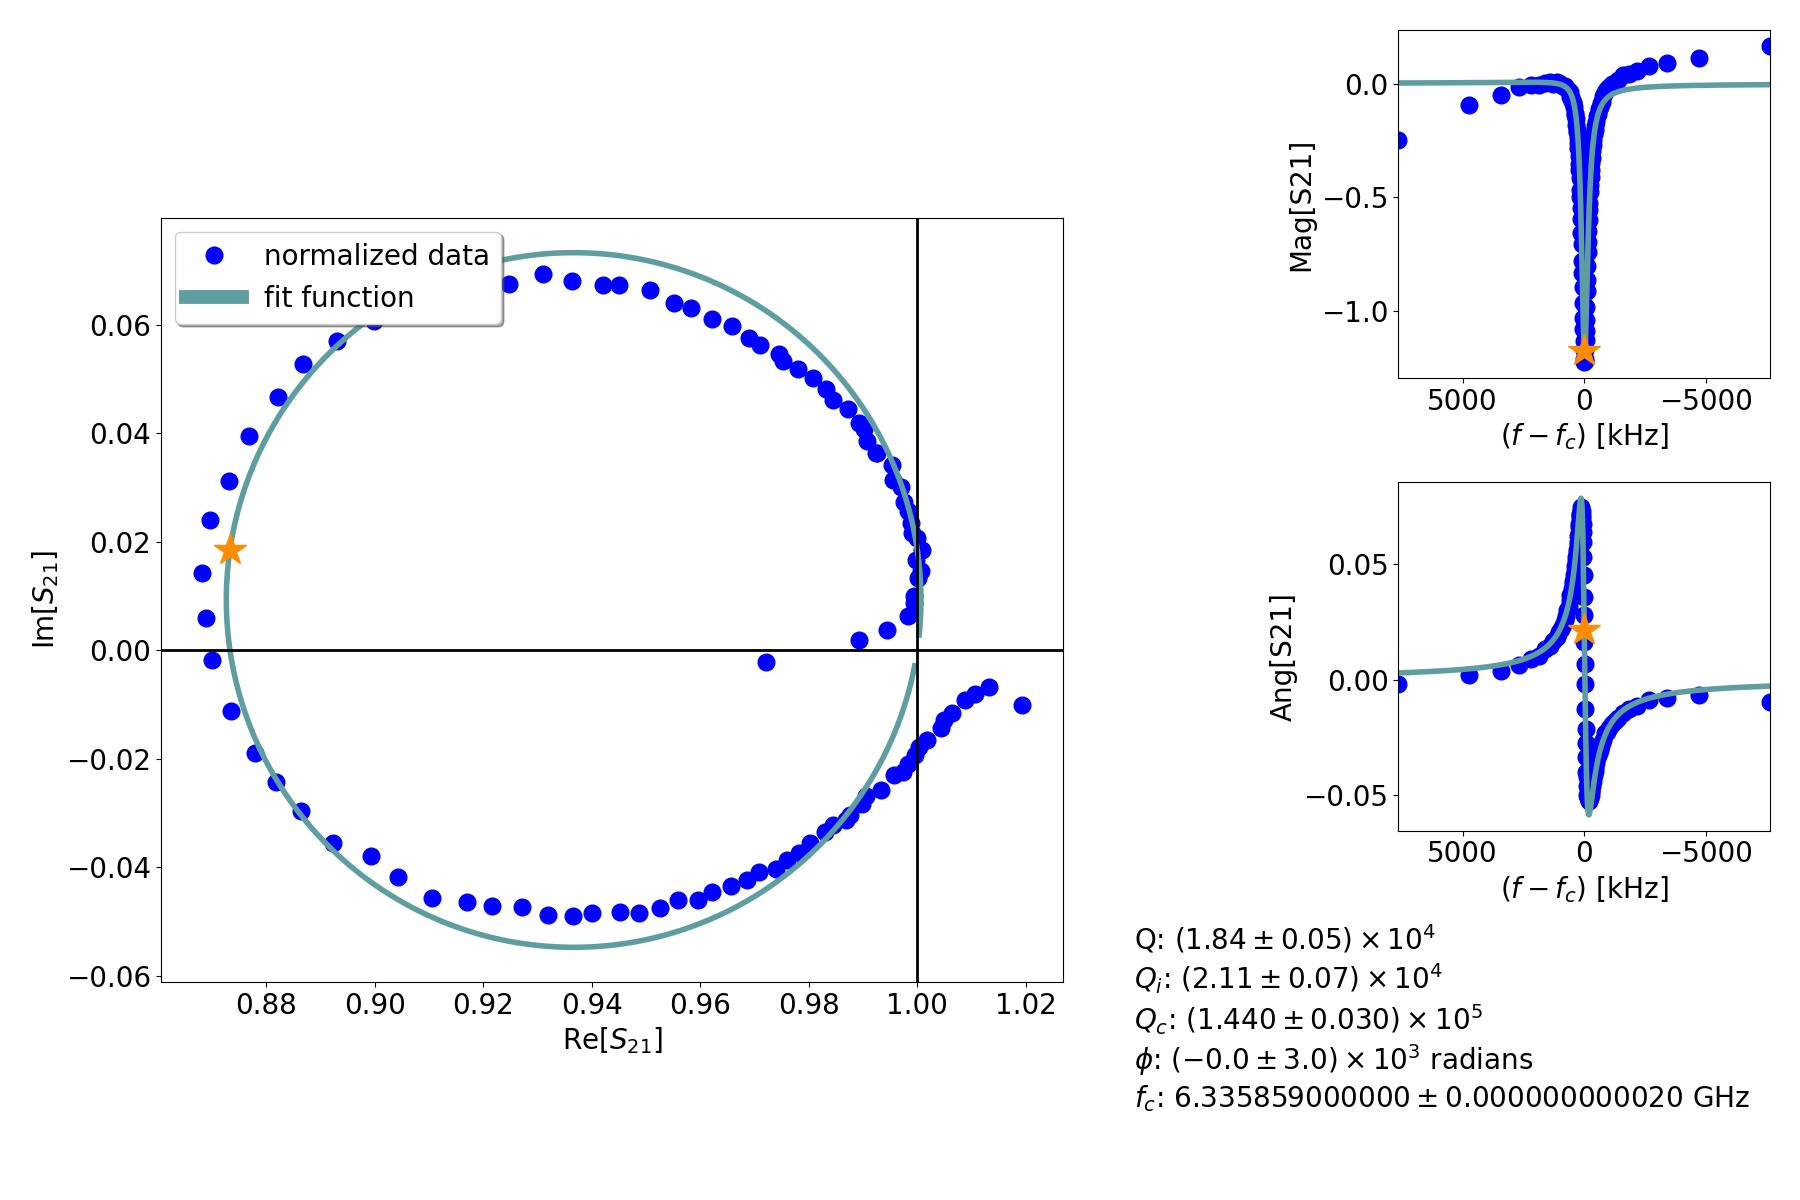 normalized data
fit function
0.06
0.04
0.02
0.00
−0.02
−0.04
−0.06
Im[S21]
0.88 0.90 0.92 0.94 0.96 0.98 1.00 1.02
Re[S21]
0.0
−0.5
−1.0
Mag[S21]
5000 0 −5000
(f − fc) [kHz]
0.05
0.00
−0.05
Ang[S21]
5000 0 −5000
(f − fc) [kHz]
Q: (1.84 ± 0.05) × 10⁴
Qi: (2.11 ± 0.07) × 10⁴
Qc: (1.440 ± 0.030) × 10⁵
ϕ: (−0.0 ± 3.0) × 10³ radians
fc: 6.335859000000 ± 0.000000000020 GHz